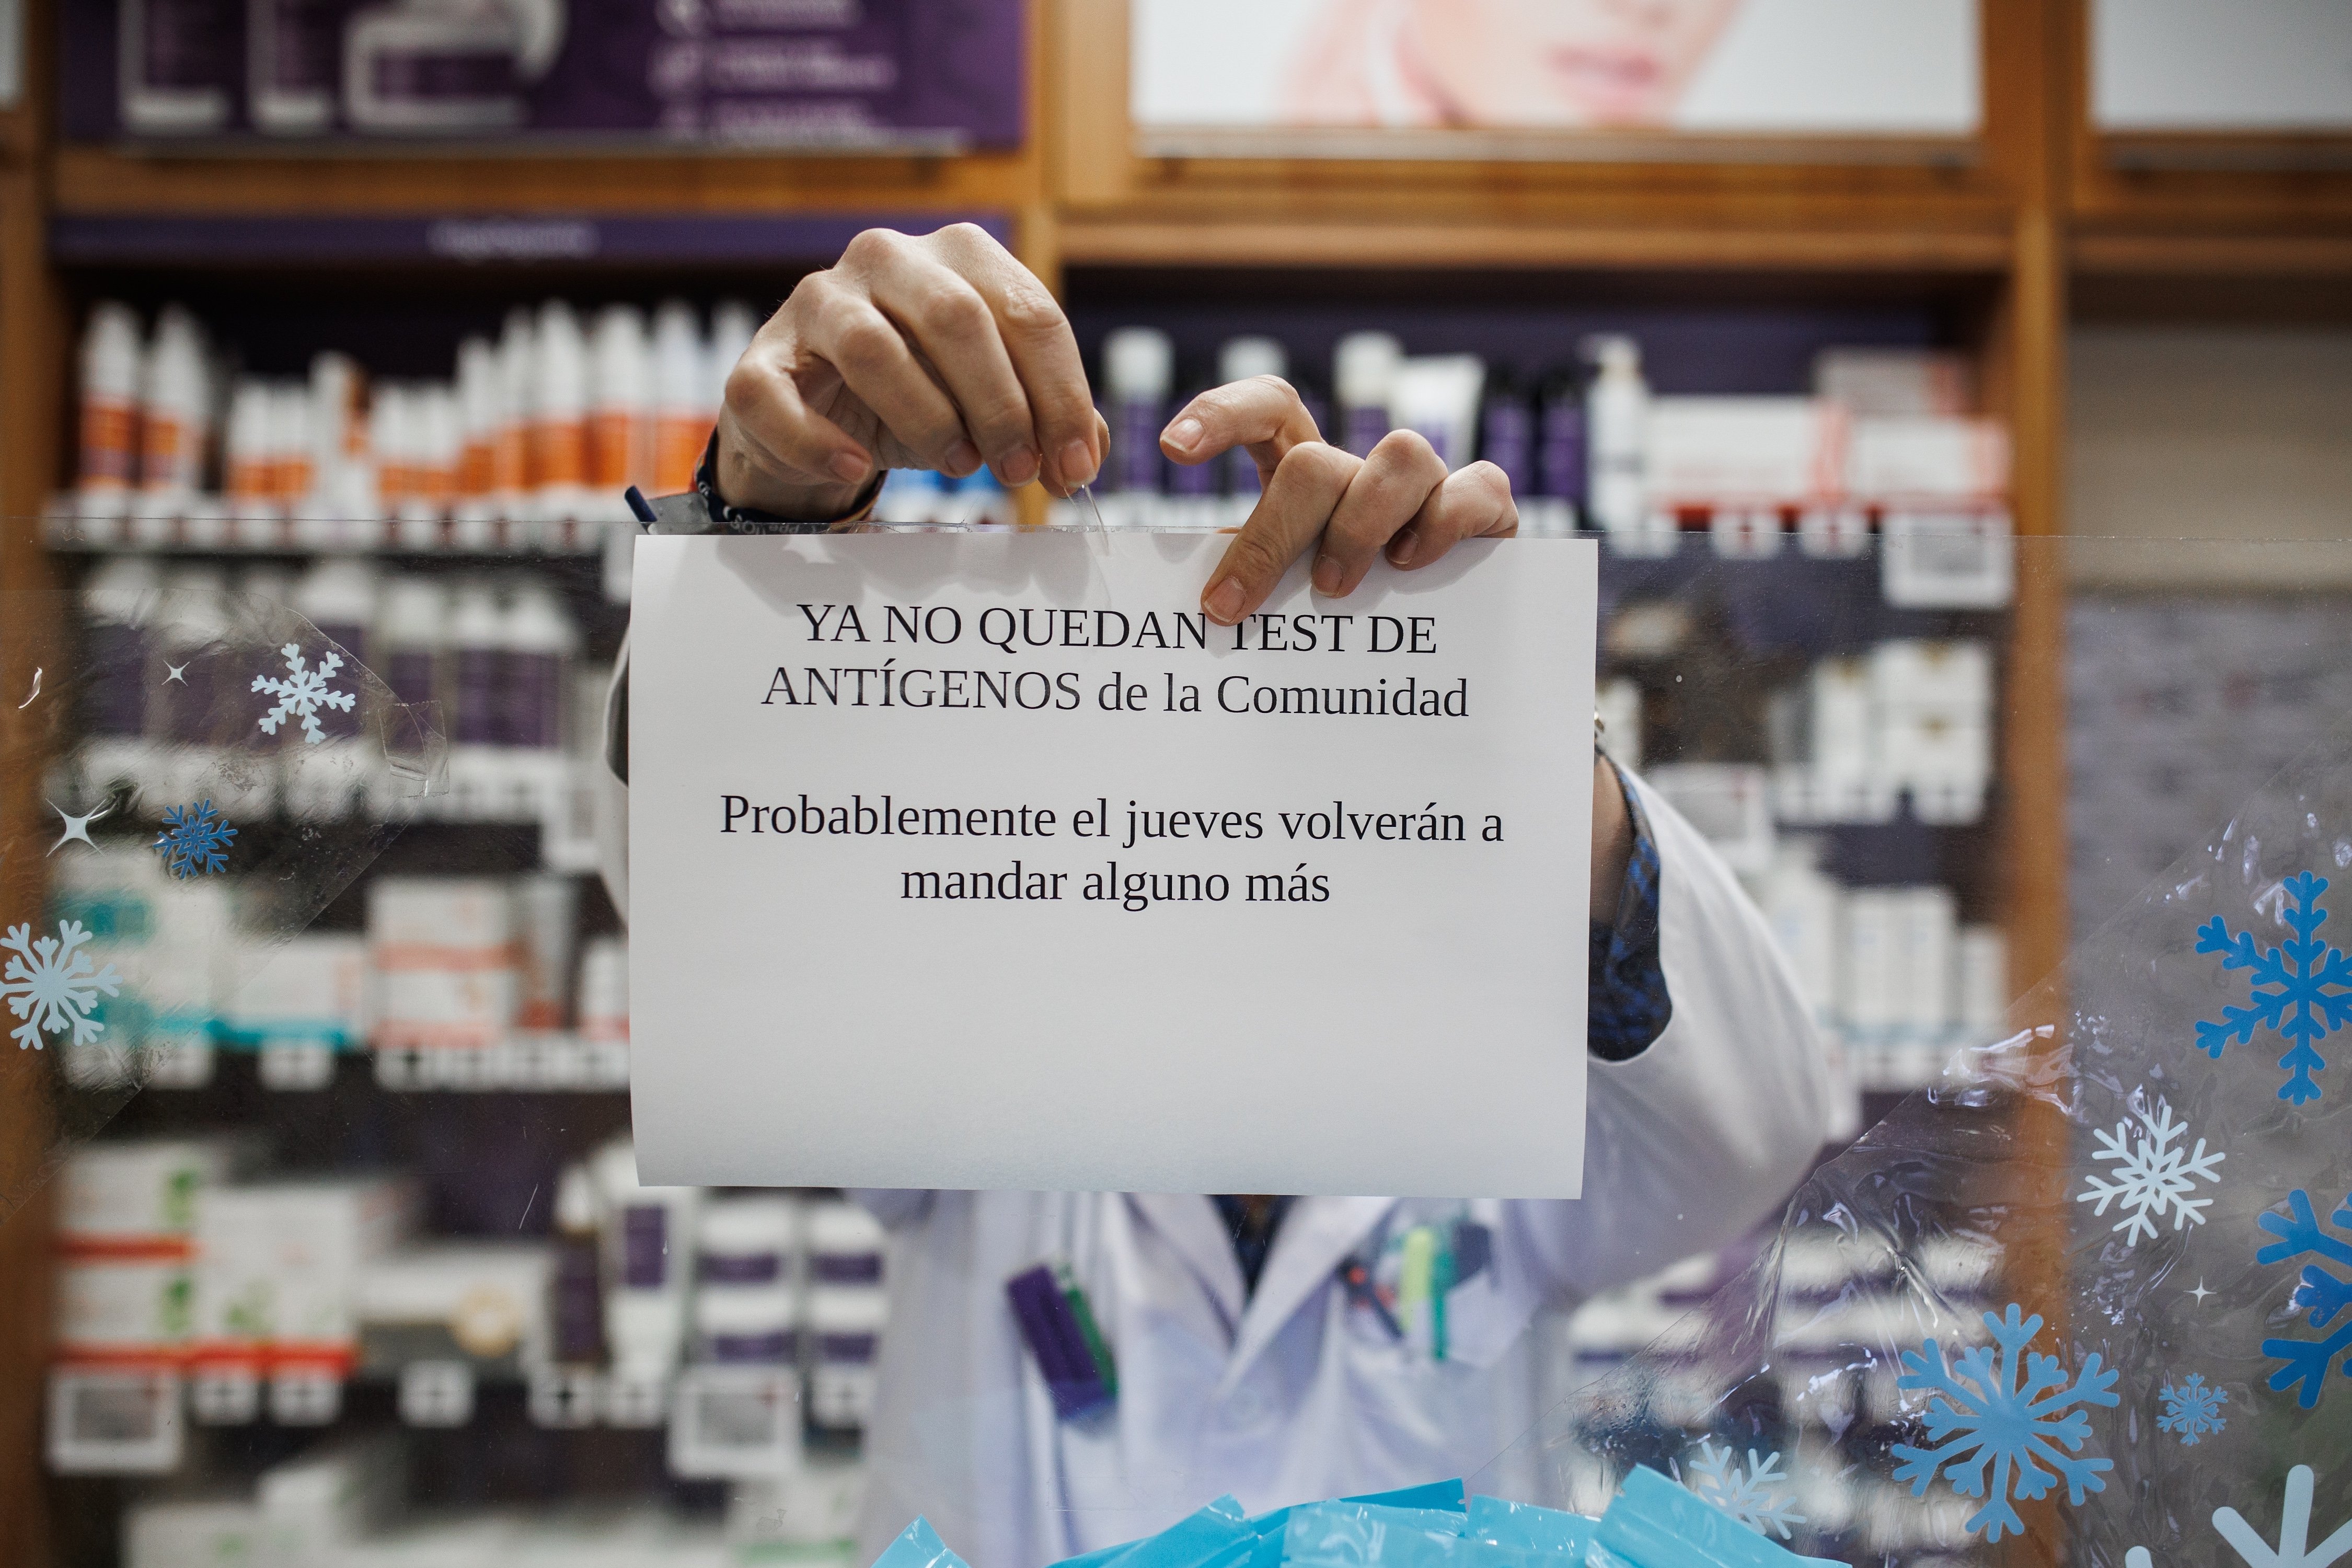 YA NO QUEDAN TEST DE
ANTÍGENOS de la Comunidad
Probablemente el jueves volverán a
mandar alguno más